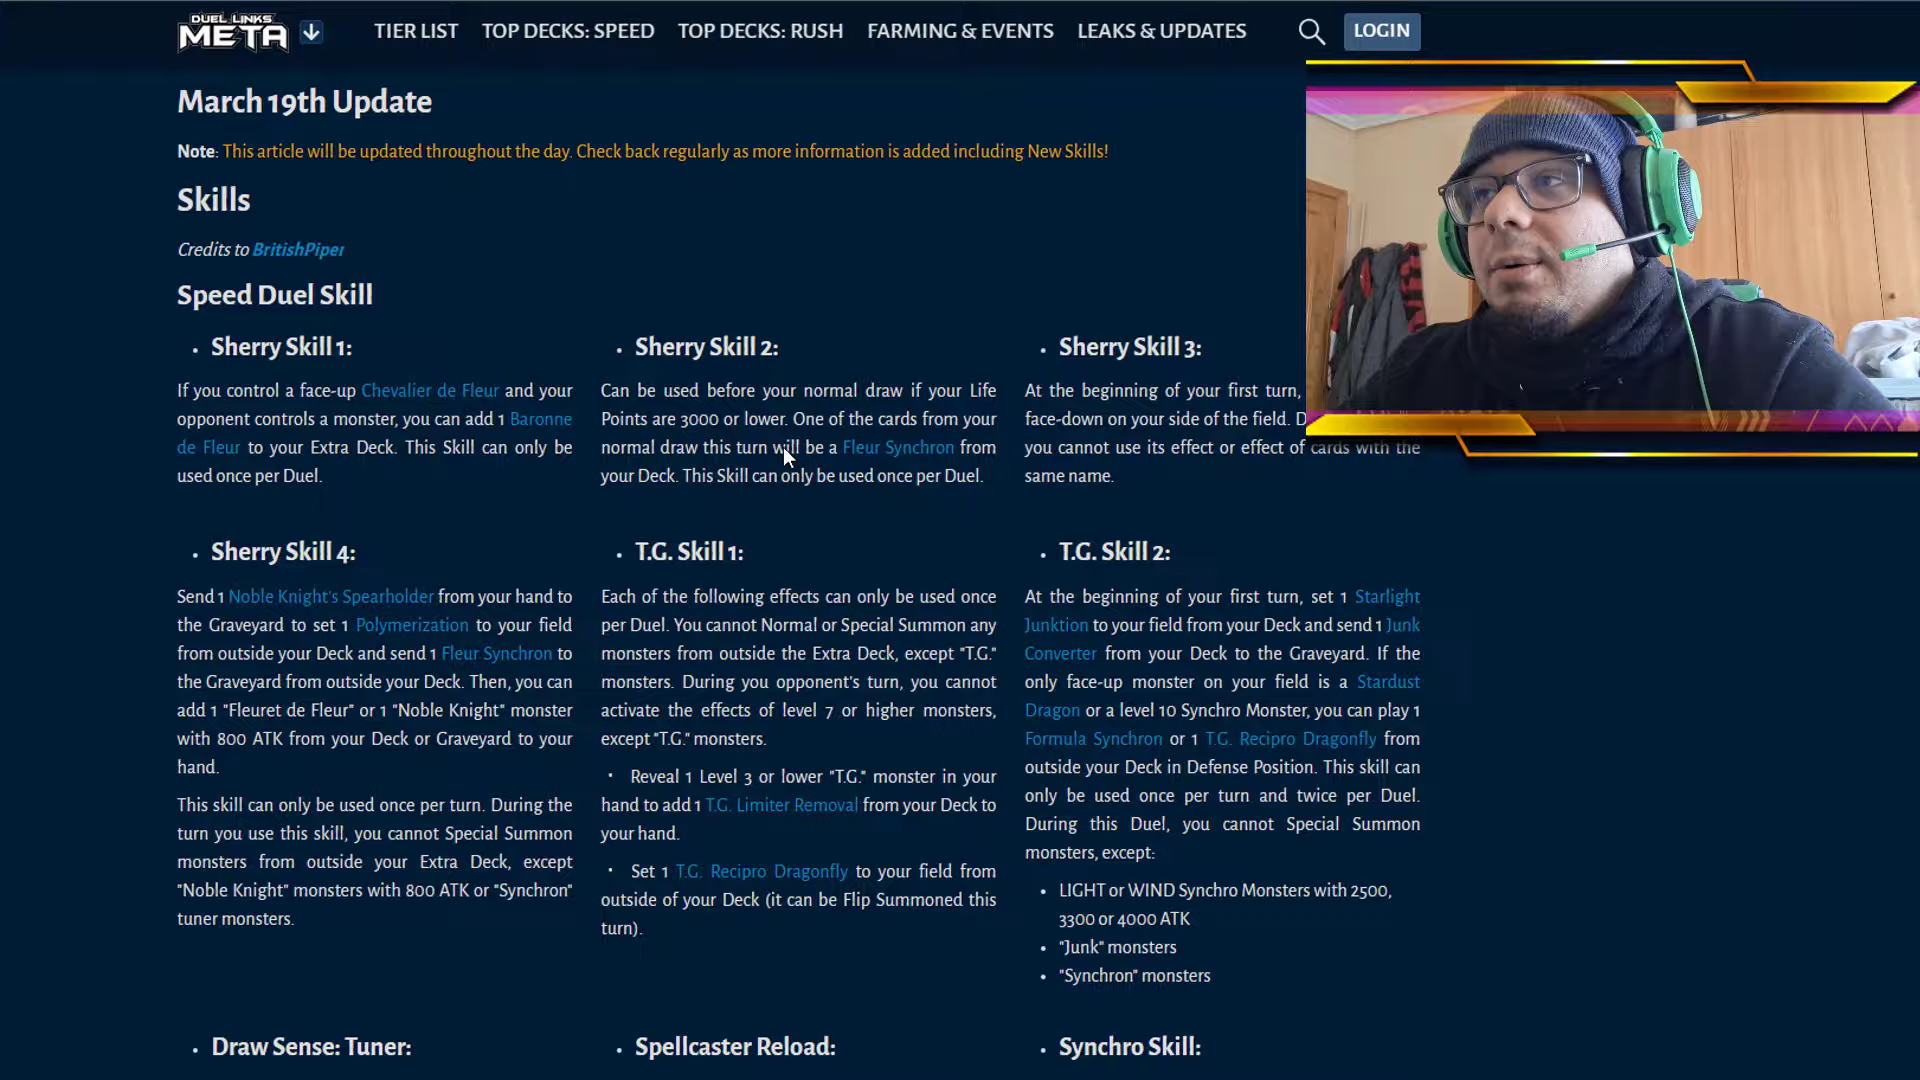 DUEL LINKS
META
TIER LIST
TOP DECKS: SPEED
TOP DECKS: RUSH
FARMING & EVENTS
LEAKS & UPDATES
LOGIN
March 19th Update
Note: This article will be updated throughout the day. Check back regularly as more information is added including New Skills!
Skills
Credits to BritishPiper
Speed Duel Skill
• Sherry Skill 1:
If you control a face-up Chevalier de Fleur and your
opponent controls a monster, you can add 1 Baronne
de Fleur to your Extra Deck. This Skill can only be
used once per Duel.
• Sherry Skill 2:
Can be used before your normal draw if your Life
Points are 3000 or lower. One of the cards from your
normal draw this turn will be a Fleur Synchron from
your Deck. This Skill can only be used once per Duel.
• Sherry Skill 3:
At the beginning of your first turn,
face-down on your side of the field.
you cannot use its effect or effect of cards with the
same name.
• Sherry Skill 4:
Send 1 Noble Knight's Spearholder from your hand to
the Graveyard to set 1 Polymerization to your field
from outside your Deck and send 1 Fleur Synchron to
the Graveyard from outside your Deck. Then, you can
add 1 "Fleuret de Fleur" or 1 "Noble Knight" monster
with 800 ATK from your Deck or Graveyard to your
hand.
This skill can only be used once per turn. During the
turn you use this skill, you cannot Special Summon
monsters from outside your Extra Deck, except
"Noble Knight" monsters with 800 ATK or "Synchron"
tuner monsters.
• T.G. Skill 1:
Each of the following effects can only be used once
per Duel. You cannot Normal or Special Summon any
monsters from outside the Extra Deck, except "T.G."
monsters. During you opponent's turn, you cannot
activate the effects of level 7 or higher monsters,
except "T.G." monsters.
• Reveal 1 Level 3 or lower "T.G." monster in your
hand to add 1 T.G. Limiter Removal from your Deck to
your hand.
• Set 1 T.G. Recipro Dragonfly to your field from
outside of your Deck (it can be Flip Summoned this
turn).
• T.G. Skill 2:
At the beginning of your first turn, set 1 Starlight
Junktion to your field from your Deck and send 1 Junk
Converter from your Deck to the Graveyard. If the
only face-up monster on your field is a Stardust
Dragon or a level 10 Synchro Monster, you can play 1
Formula Synchron or 1 T.G. Recipro Dragonfly from
outside your Deck in Defense Position. This skill can
only be used once per turn and twice per Duel.
During this Duel, you cannot Special Summon
monsters, except:
• LIGHT or WIND Synchro Monsters with 2500,
3300 or 4000 ATK
• "Junk" monsters
• "Synchron" monsters
• Draw Sense: Tuner:
• Spellcaster Reload:
• Synchro Skill: